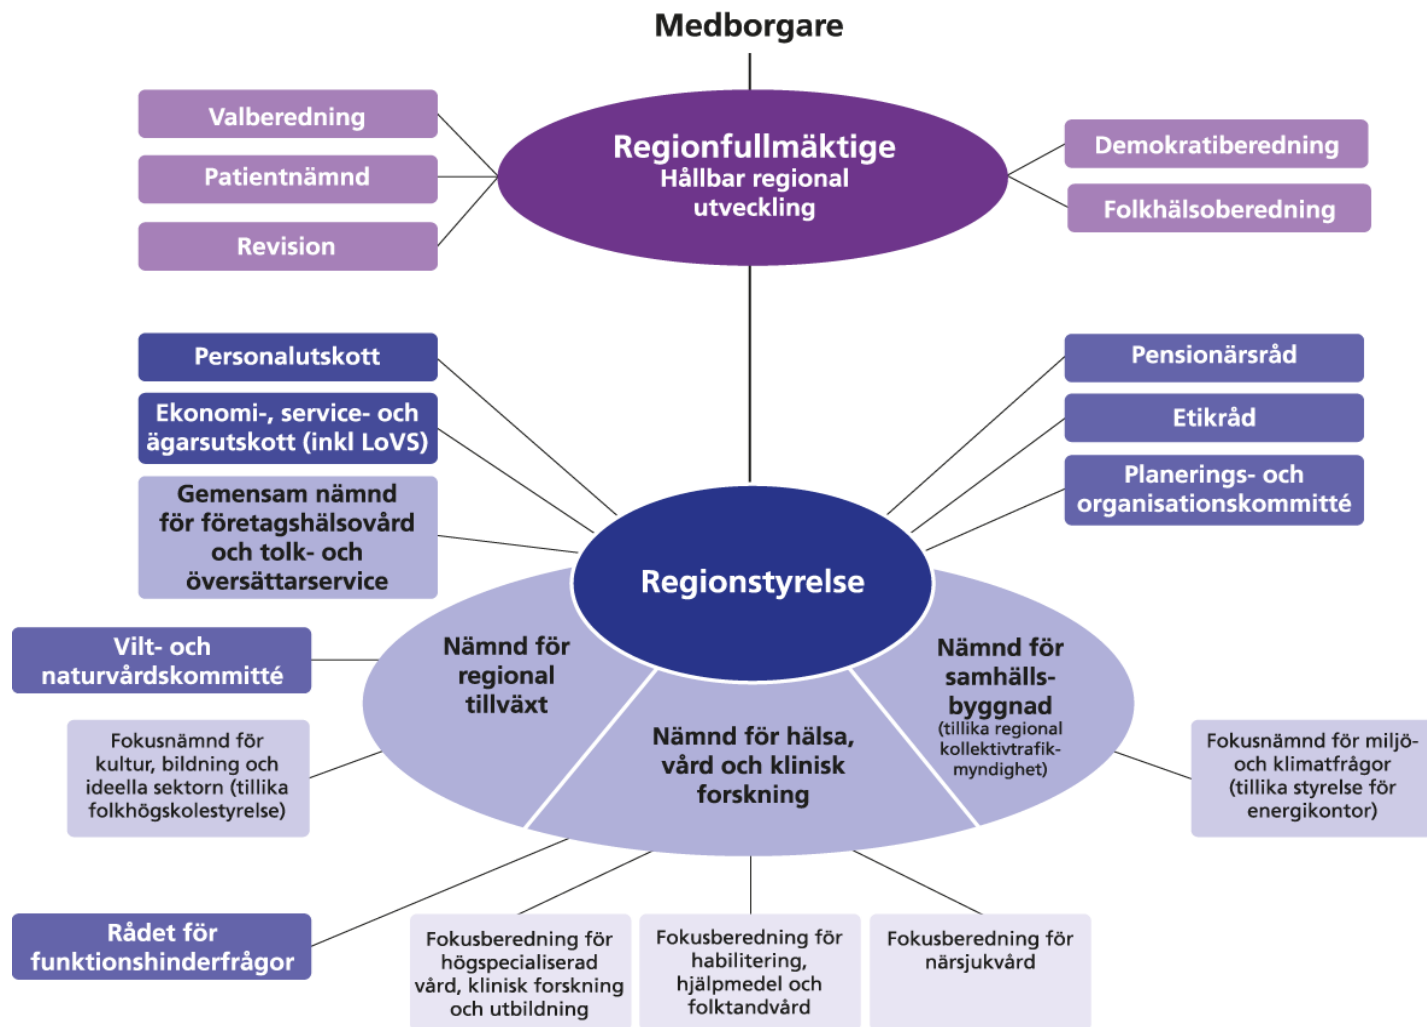 Medborgare
Valberedning
Patientnämnd
Revision
Regionfullmäktige
Hållbar regional
utveckling
Demokratiberedning
Folkhälsoberedning
Personalutskott
Ekonomi-, service- och
ägarsutskott (inkl LoVS)
Gemensam nämnd
för företagshälsovård
och tolk- och
översättarservice
Pensionärsråd
Etikråd
Planerings- och
organisationskommitté
Regionstyrelse
Vilt- och
naturvårdskommitté
Nämnd för
regional
tillväxt
Nämnd för hälsa,
vård och klinisk
forskning
Nämnd för
samhälls-
byggnad
(tillika regional
kollektivtrafik-
myndighet)
Fokusnämnd för
kultur, bildning och
ideella sektorn (tillika
folkhögskolestyrelse)
Fokusnämnd för miljö-
och klimatfrågor
(tillika styrelse för
energikontor)
Rådet för
funktionshinderfrågor
Fokusberedning för
högspecialiserad
vård, klinisk forskning
och utbildning
Fokusberedning för
habilitering,
hjälpmedel och
folktandvård
Fokusberedning för
närsjukvård